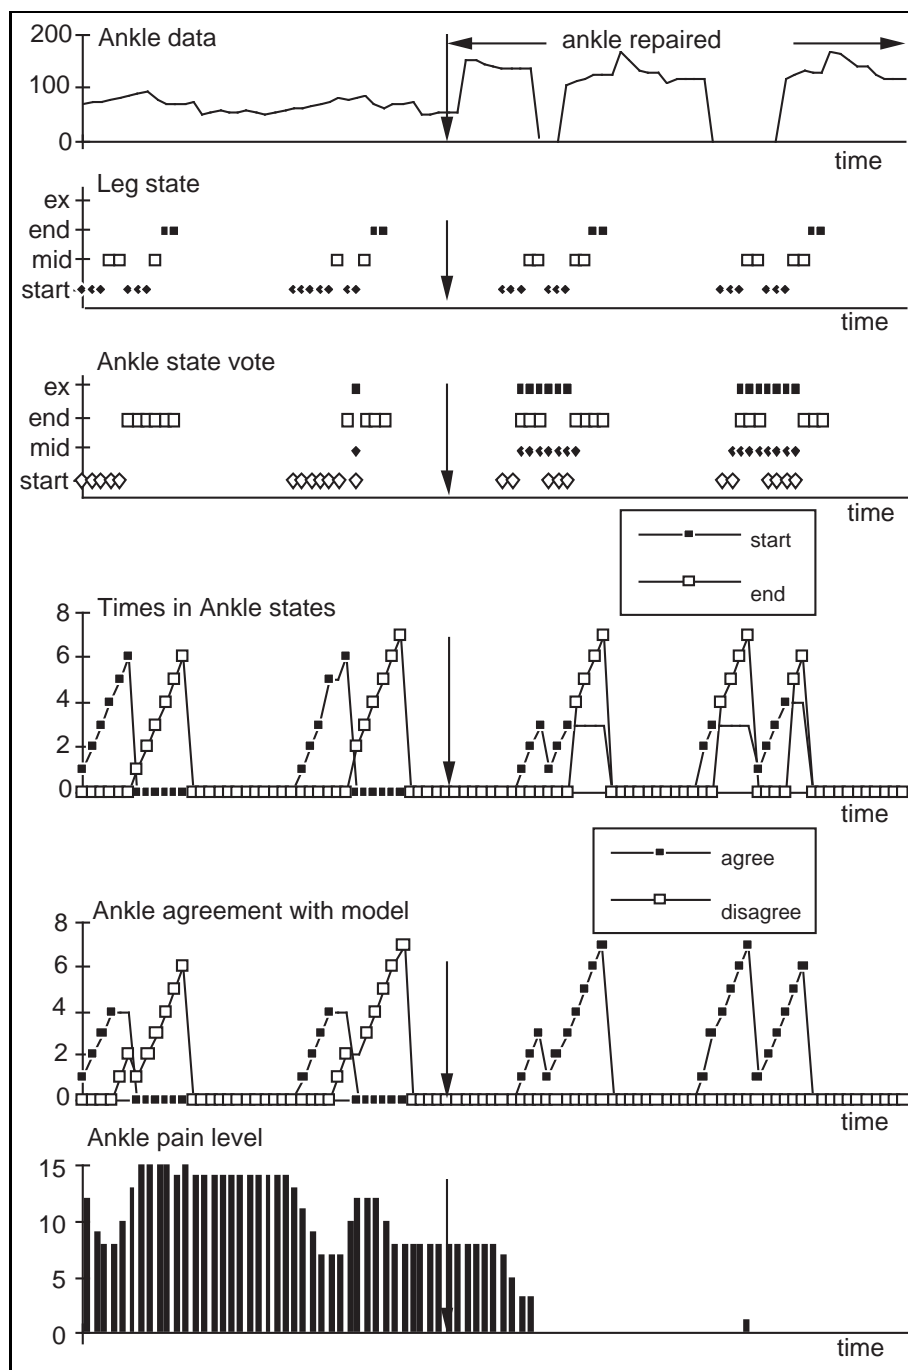 Ankle data
ankle repaired
200
100
0
time
Leg state
ex
end
mid
start
time
Ankle state vote
ex
end
mid
start
time
start
end
Times in Ankle states
8
6
4
2
0
time
agree
disagree
Ankle agreement with model
8
6
4
2
0
time
Ankle pain level
15
10
5
0
time